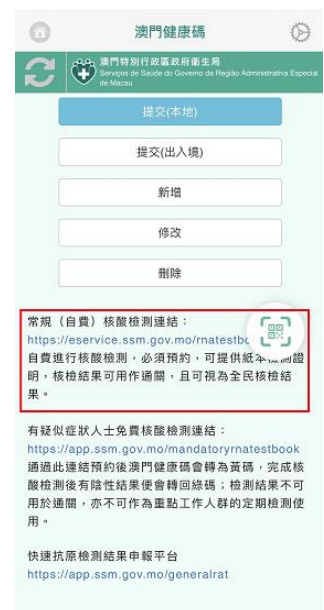 澳門健康碼
澳門特別行政區政府衛生局
Serviços de Saúde do Governo da Região Administrativa Especial
de Macau
提交(本地)
提交(出入境)
新增
修改
刪除
常規（自費）核酸檢測連結：
https://eservice.ssm.gov.mo/rnatestbo
自費進行核酸檢測，必須預約，可提供紙本檢測證
明，核檢結果可用作通關，且可視為全民核檢結
果。
有疑似症狀人士免費核酸檢測連結：
https://app.ssm.gov.mo/mandatoryrnatestbook
通過此連結預約後澳門健康碼會轉為黃碼，完成核
酸檢測後有陰性結果便會轉回綠碼；檢測結果不可
用於通關，亦不可作為重點工作人群的定期檢測使
用。
快速抗原檢測結果申報平台
https://app.ssm.gov.mo/generalrat